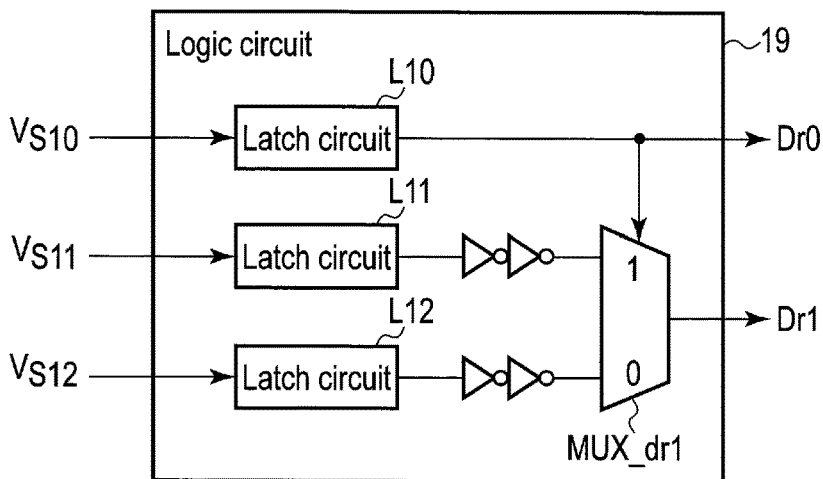 Logic circuit
19
L10
VS10
Latch circuit
Dr0
L11
VS11
Latch circuit
1
L12
Dr1
VS12
Latch circuit
0
MUX_dr1